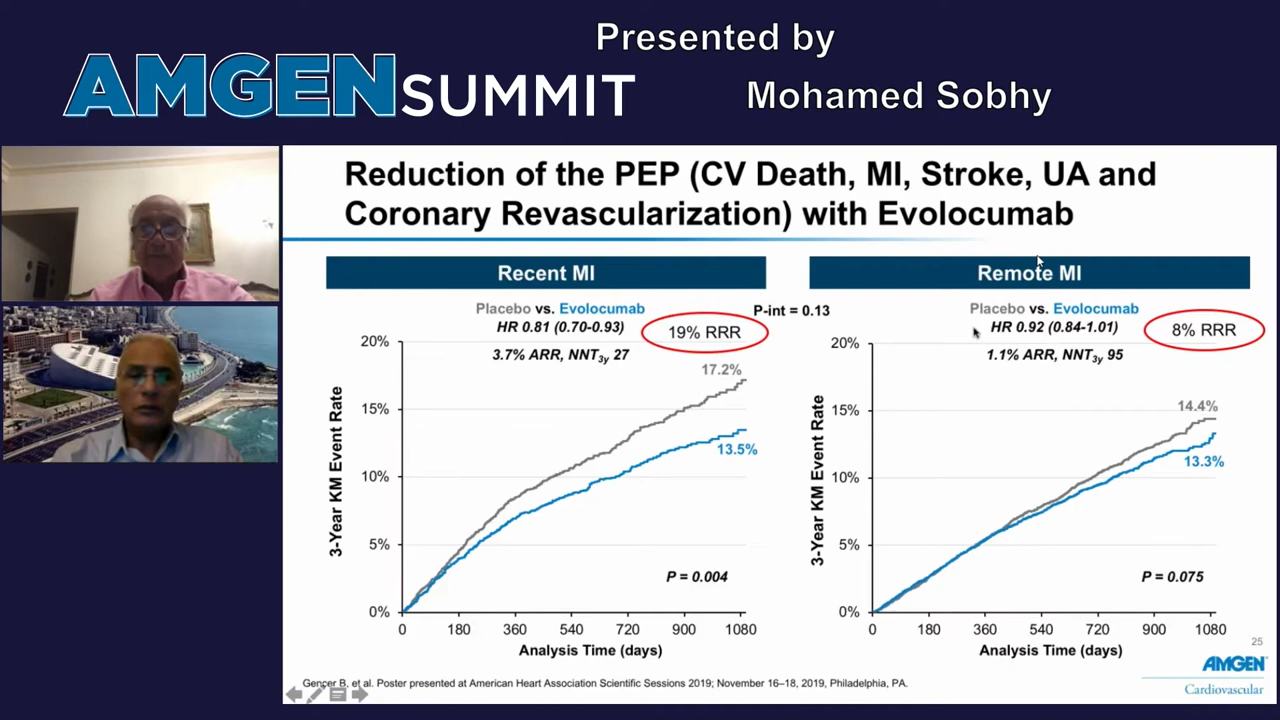 Presented by
AMGEN SUMMIT
Mohamed Sobhy
Reduction of the PEP (CV Death, MI, Stroke, UA and
Coronary Revascularization) with Evolocumab
Recent MI
Placebo vs. Evolocumab
HR 0.81 (0.70-0.93)
19% RRR
3.7% ARR, NNT3y 27
P-int = 0.13
3-Year KM Event Rate
20%
15%
10%
5%
0%
17.2%
13.5%
P = 0.004
0 180 360 540 720 900 1080
Analysis Time (days)
Remote MI
Placebo vs. Evolocumab
HR 0.92 (0.84-1.01)
8% RRR
1.1% ARR, NNT3y 95
3-Year KM Event Rate
20%
15%
10%
5%
0%
14.4%
13.3%
P = 0.075
0 180 360 540 720 900 1080
Analysis Time (days)
25
Gencer B, et al. Poster presented at American Heart Association Scientific Sessions 2019; November 16–18, 2019, Philadelphia, PA.
AMGEN
Cardiovascular